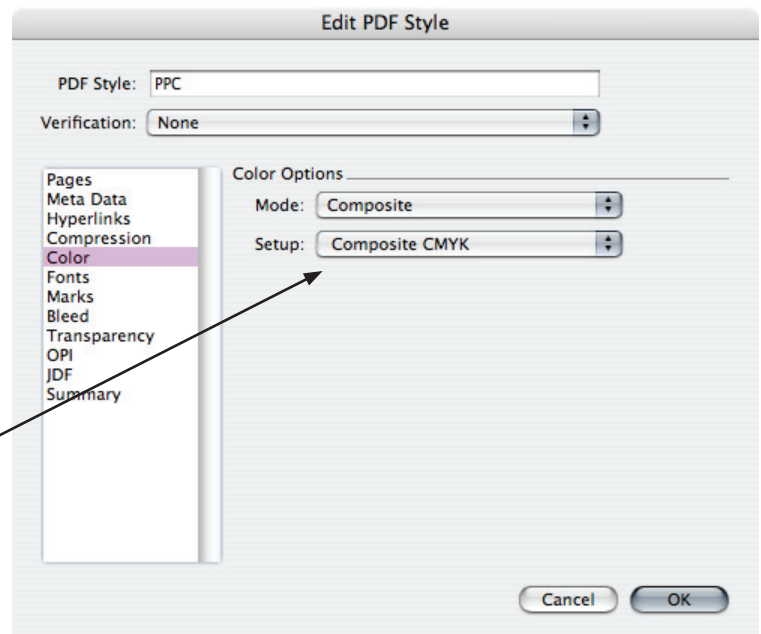 Edit PDF Style
PDF Style: PPC
Verification: None
Pages
Meta Data
Hyperlinks
Compression
Color
Fonts
Marks
Bleed
Transparency
OPI
JDF
Summary
Color Options
Mode: Composite
Setup: Composite CMYK
Cancel OK